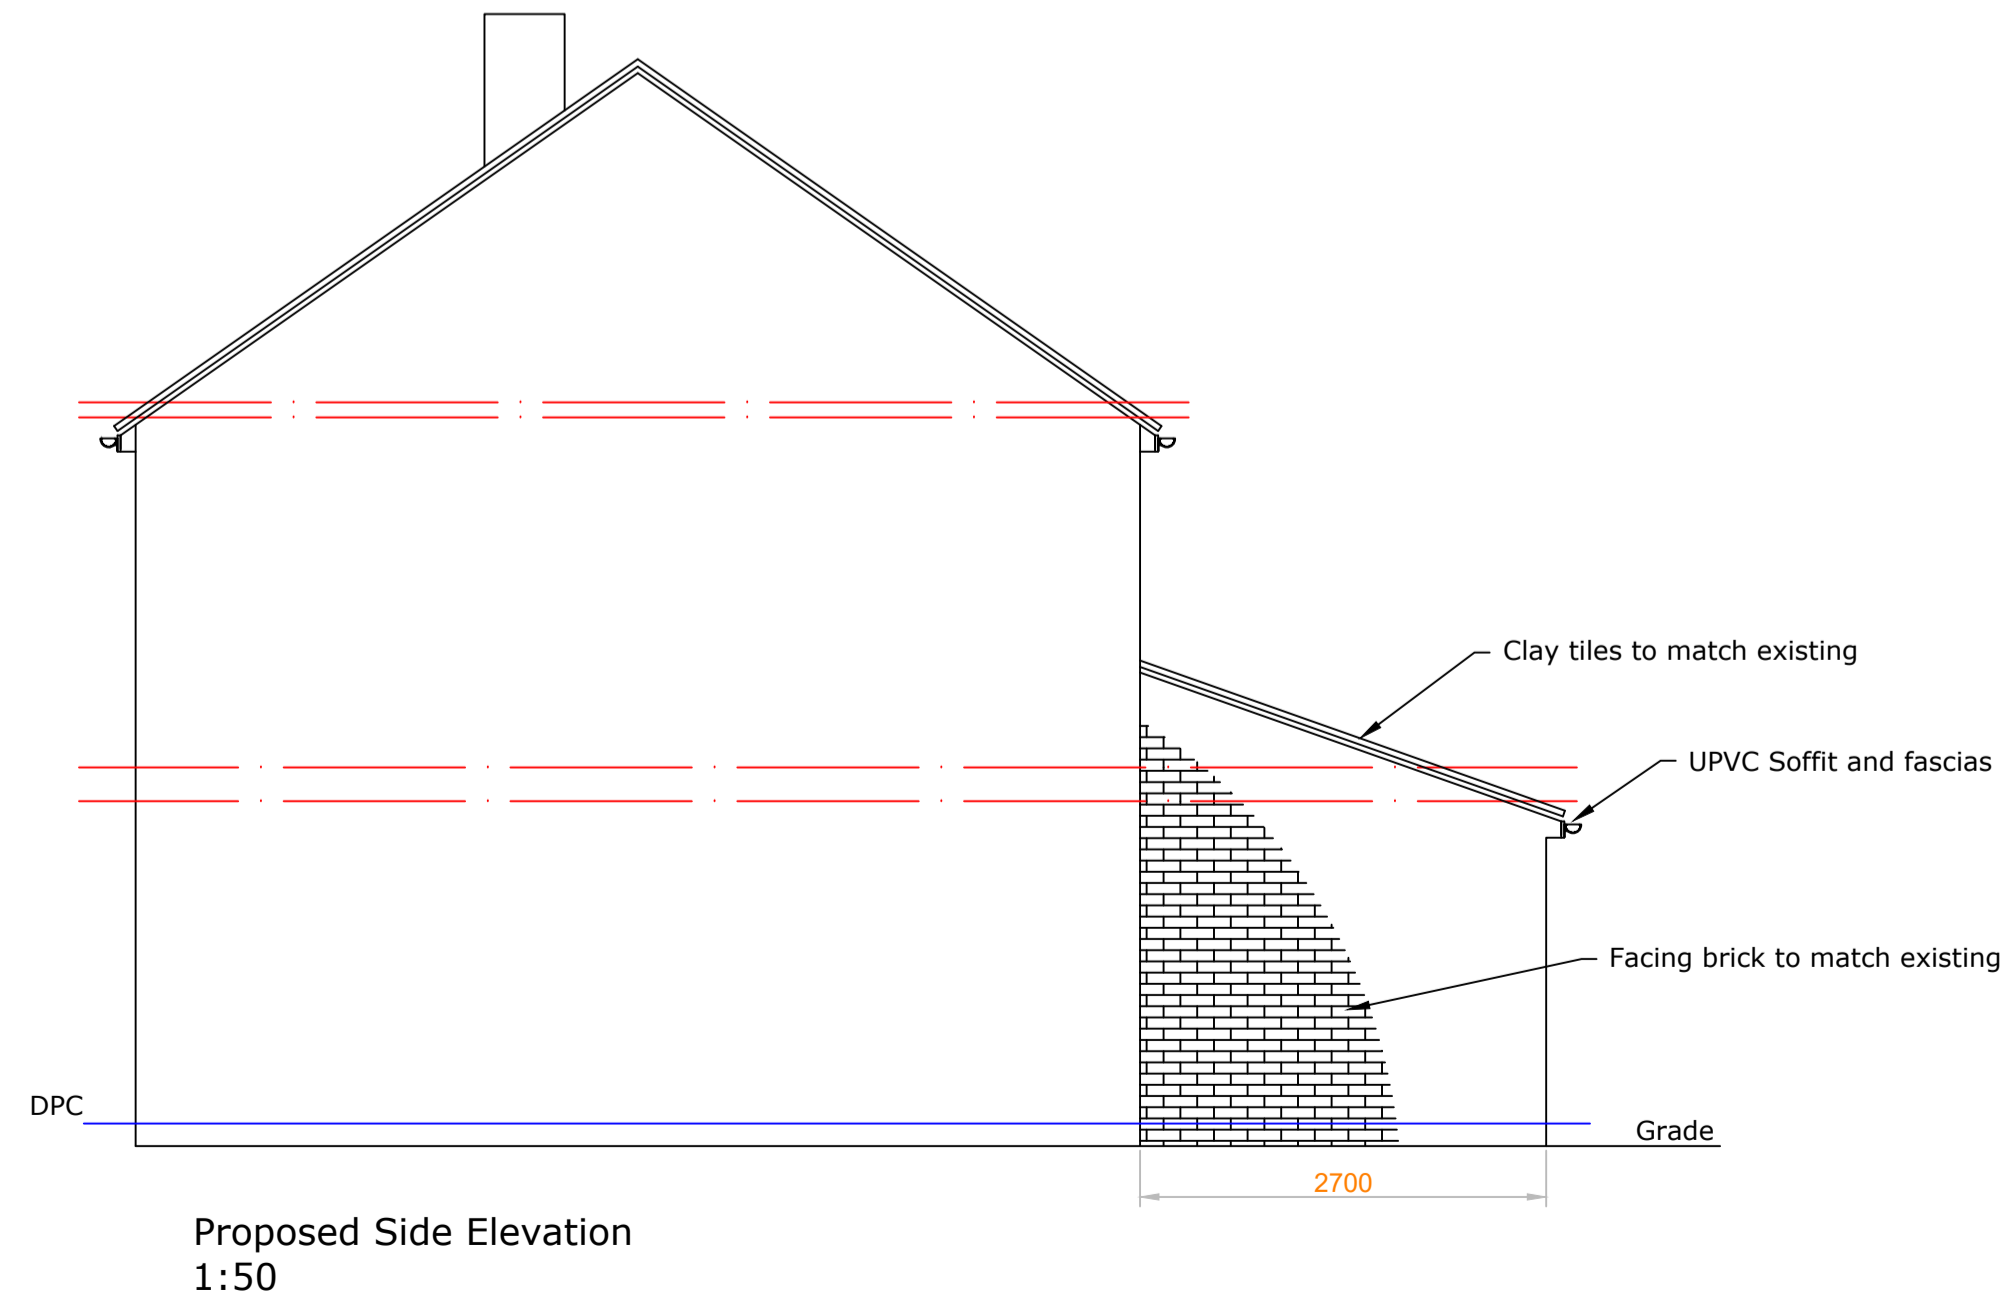 Clay tiles to match existing
UPVC Soffit and fascias
Facing brick to match existing
DPC
Grade
2700
Proposed Side Elevation
1:50